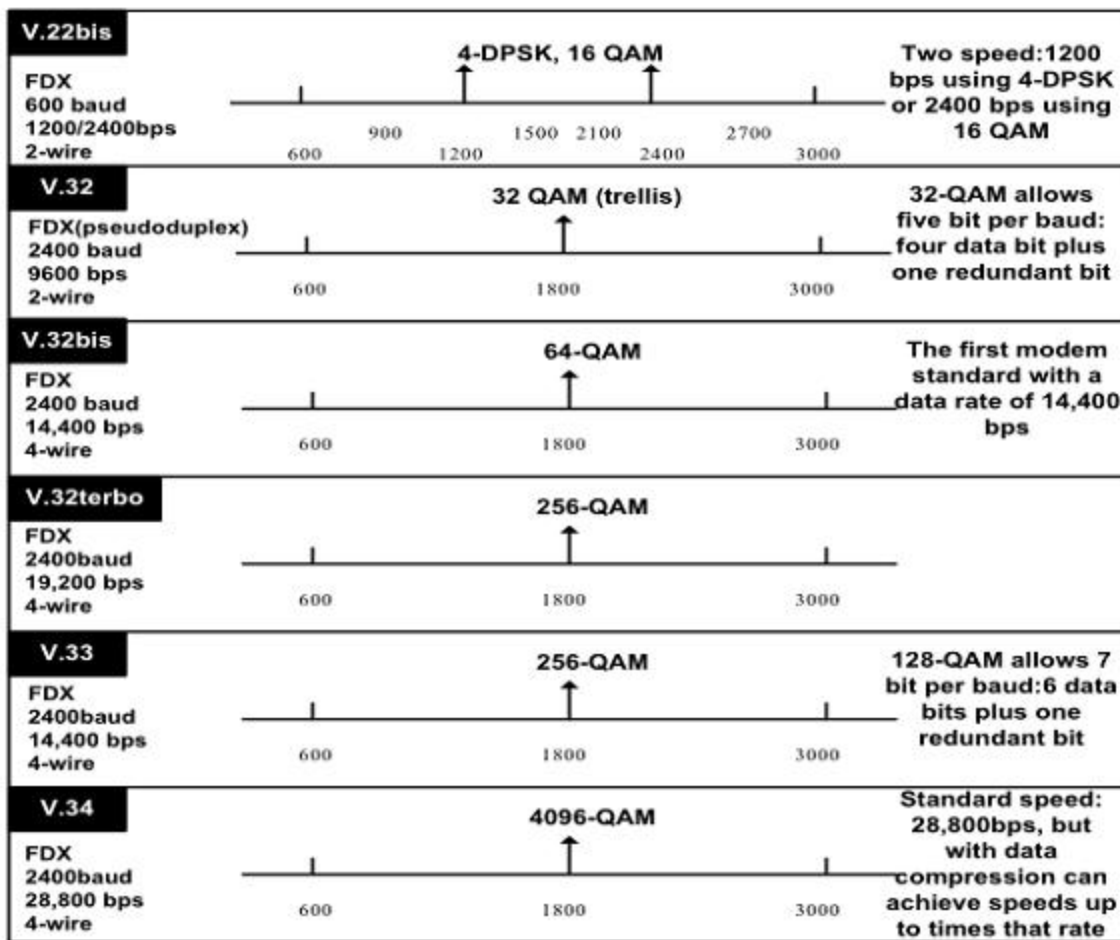 V.22bis
FDX
600 baud
1200/2400bps
2-wire
4-DPSK, 16 QAM
900 1500 2100 2700
600 1200 2400 3000
Two speed:1200
bps using 4-DPSK
or 2400 bps using
16 QAM
V.32
FDX(pseudoduplex)
2400 baud
9600 bps
2-wire
32 QAM (trellis)
600 1800 3000
32-QAM allows
five bit per baud:
four data bit plus
one redundant bit
V.32bis
FDX
2400 baud
14,400 bps
4-wire
64-QAM
600 1800 3000
The first modem
standard with a
data rate of 14,400
bps
V.32terbo
FDX
2400baud
19,200 bps
4-wire
256-QAM
600 1800 3000
V.33
FDX
2400baud
14,400 bps
4-wire
256-QAM
600 1800 3000
128-QAM allows 7
bit per baud:6 data
bits plus one
redundant bit
V.34
FDX
2400baud
28,800 bps
4-wire
4096-QAM
600 1800 3000
Standard speed:
28,800bps, but
with data
compression can
achieve speeds up
to times that rate